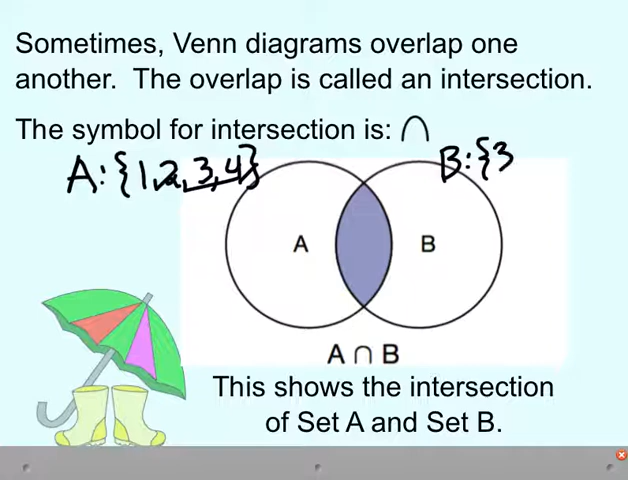 Sometimes, Venn diagrams overlap one
another. The overlap is called an intersection.
The symbol for intersection is: ∩
A:{1,2,3,4} B:{3
A B
A ∩ B
This shows the intersection
of Set A and Set B.